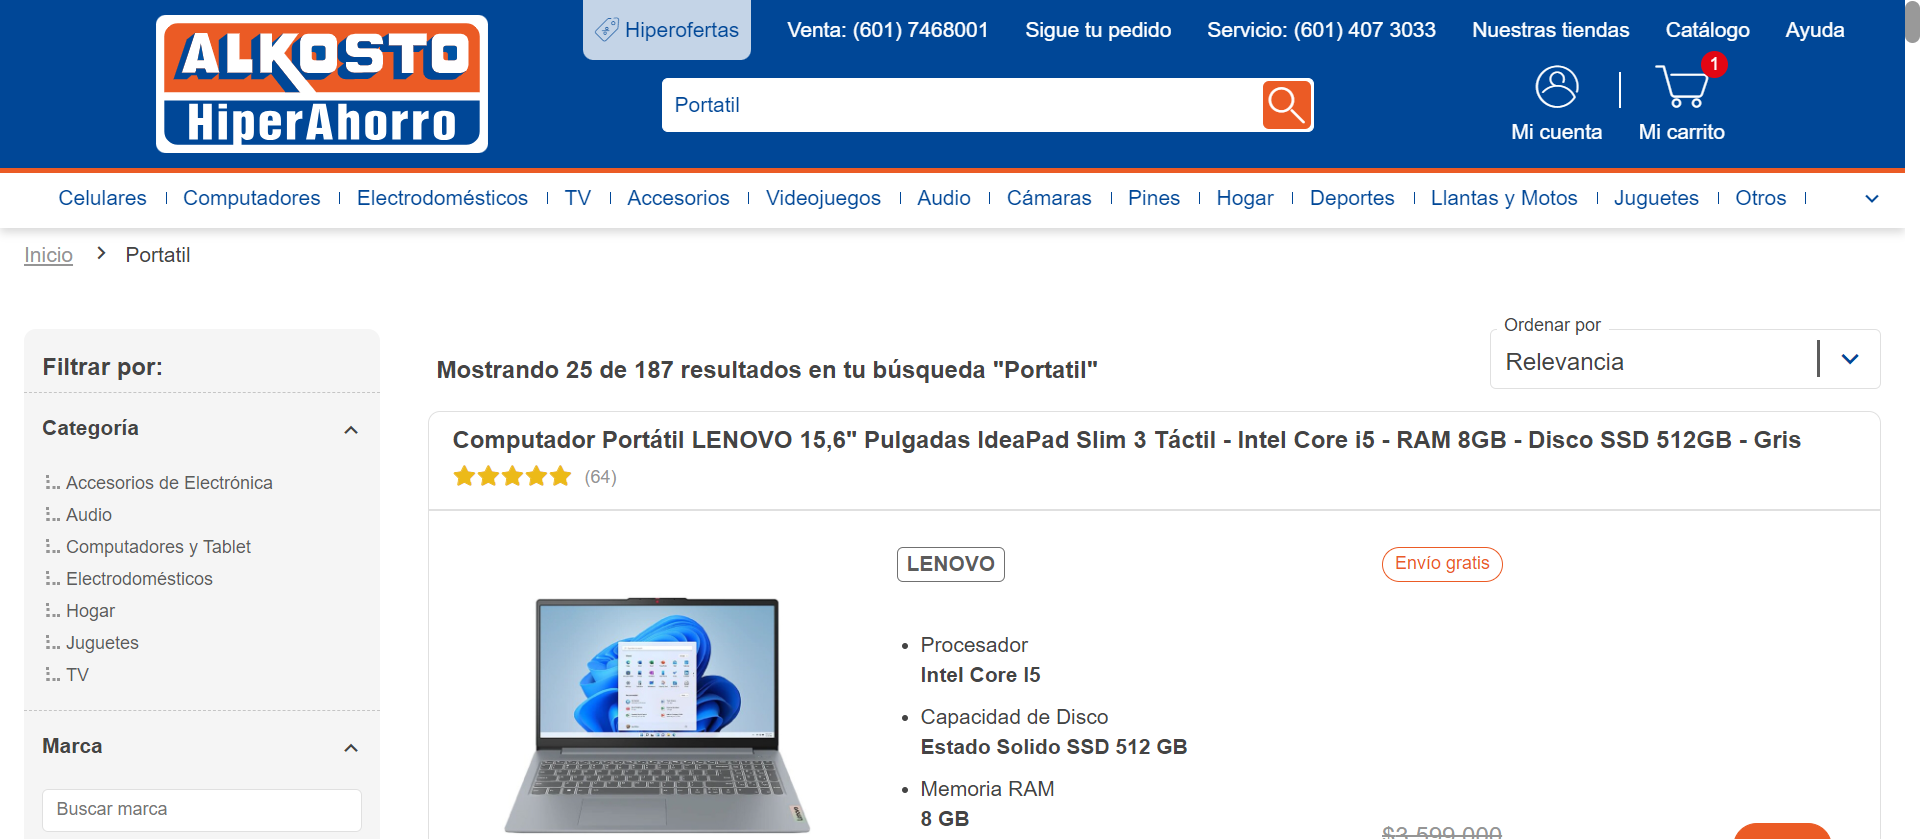 ALKOSTO
HiperAhorro
Hiperofertas
Venta: (601) 7468001
Sigue tu pedido
Servicio: (601) 407 3033
Nuestras tiendas
Catálogo
Ayuda
Portatil
1
Mi cuenta
Mi carrito
Celulares
Computadores
Electrodomésticos
TV
Accesorios
Videojuegos
Audio
Cámaras
Pines
Hogar
Deportes
Llantas y Motos
Juguetes
Otros
Inicio
Portatil
Filtrar por:
Categoría
Accesorios de Electrónica
Audio
Computadores y Tablet
Electrodomésticos
Hogar
Juguetes
TV
Marca
Buscar marca
Mostrando 25 de 187 resultados en tu búsqueda "Portatil"
Ordenar por
Relevancia
Computador Portátil LENOVO 15,6" Pulgadas IdeaPad Slim 3 Táctil - Intel Core i5 - RAM 8GB - Disco SSD 512GB - Gris
(64)
LENOVO
Envío gratis
Procesador
Intel Core I5
Capacidad de Disco
Estado Solido SSD 512 GB
Memoria RAM
8 GB
$3.599.000